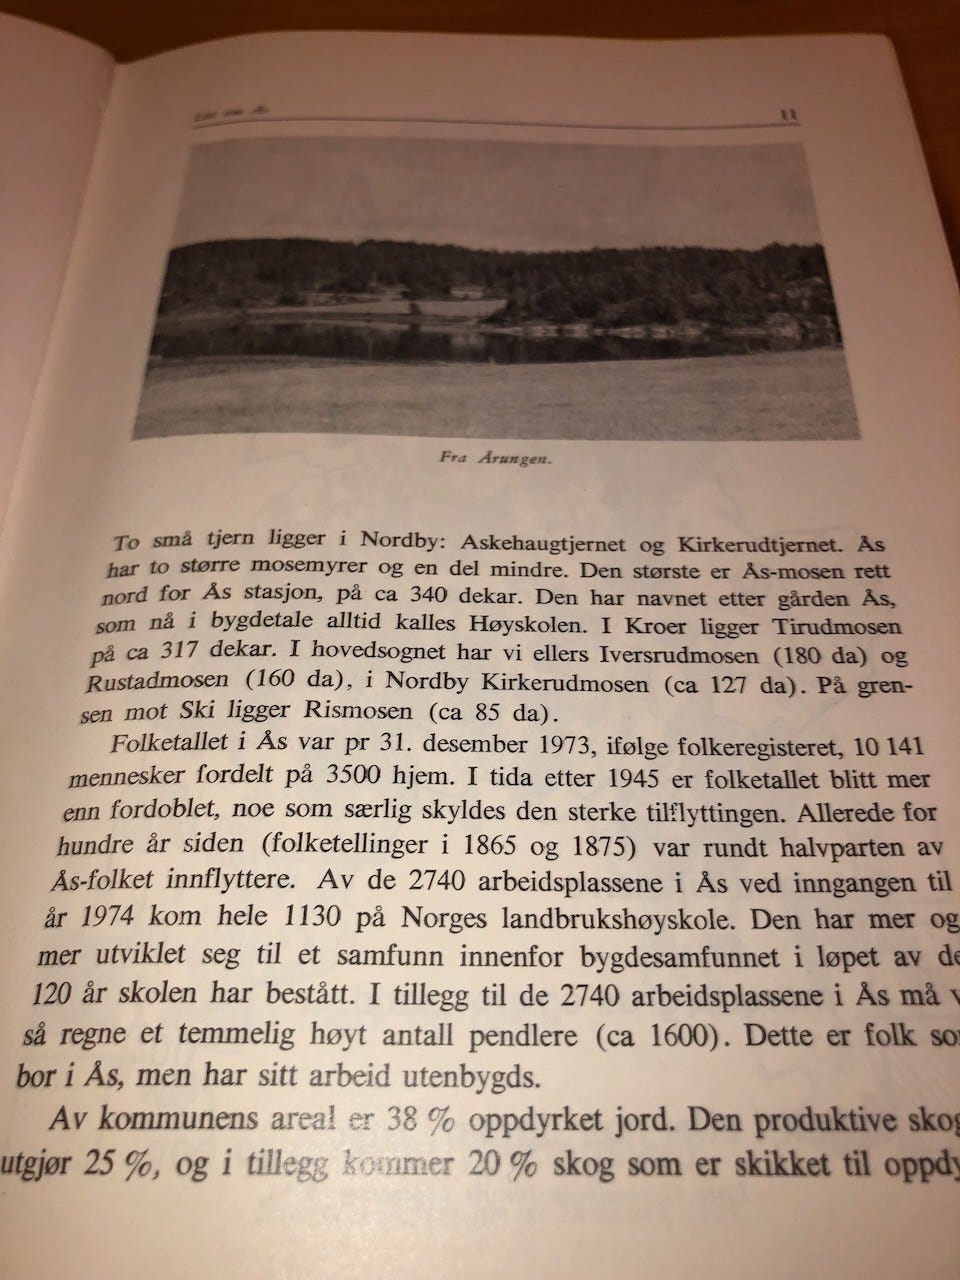 Litt om Ås 11
Fra Årungen.
To små tjern ligger i Nordby: Askehaugtjernet og Kirkerudtjernet. Ås
har to større mosemyrer og en del mindre. Den største er Ås-mosen rett
nord for Ås stasjon, på ca 340 dekar. Den har navnet etter gården Ås,
som nå i bygdetale alltid kalles Høyskolen. I Kroer ligger Tirudmosen
på ca 317 dekar. I hovedsognet har vi ellers Iversrudmosen (180 da) og
Rustadmosen (160 da), i Nordby Kirkerudmosen (ca 127 da). På gren-
sen mot Ski ligger Rismosen (ca 85 da).
Folketallet i Ås var pr 31. desember 1973, ifølge folkeregisteret, 10 141
mennesker fordelt på 3500 hjem. I tida etter 1945 er folketallet blitt mer
enn fordoblet, noe som særlig skyldes den sterke tilflyttingen. Allerede for
hundre år siden (folketellinger i 1865 og 1875) var rundt halvparten av
Ås-folket innflyttere. Av de 2740 arbeidsplassene i Ås ved inngangen til
år 1974 kom hele 1130 på Norges landbrukshøyskole. Den har mer og
mer utviklet seg til et samfunn innenfor bygdesamfunnet i løpet av de
120 år skolen har bestått. I tillegg til de 2740 arbeidsplassene i Ås må v
så regne et temmelig høyt antall pendlere (ca 1600). Dette er folk so
bor i Ås, men har sitt arbeid utenbygds.
Av kommunens areal er 38 % oppdyrket jord. Den produktive skog
utgjør 25 %, og i tillegg kommer 20 % skog som er skikket til oppdy